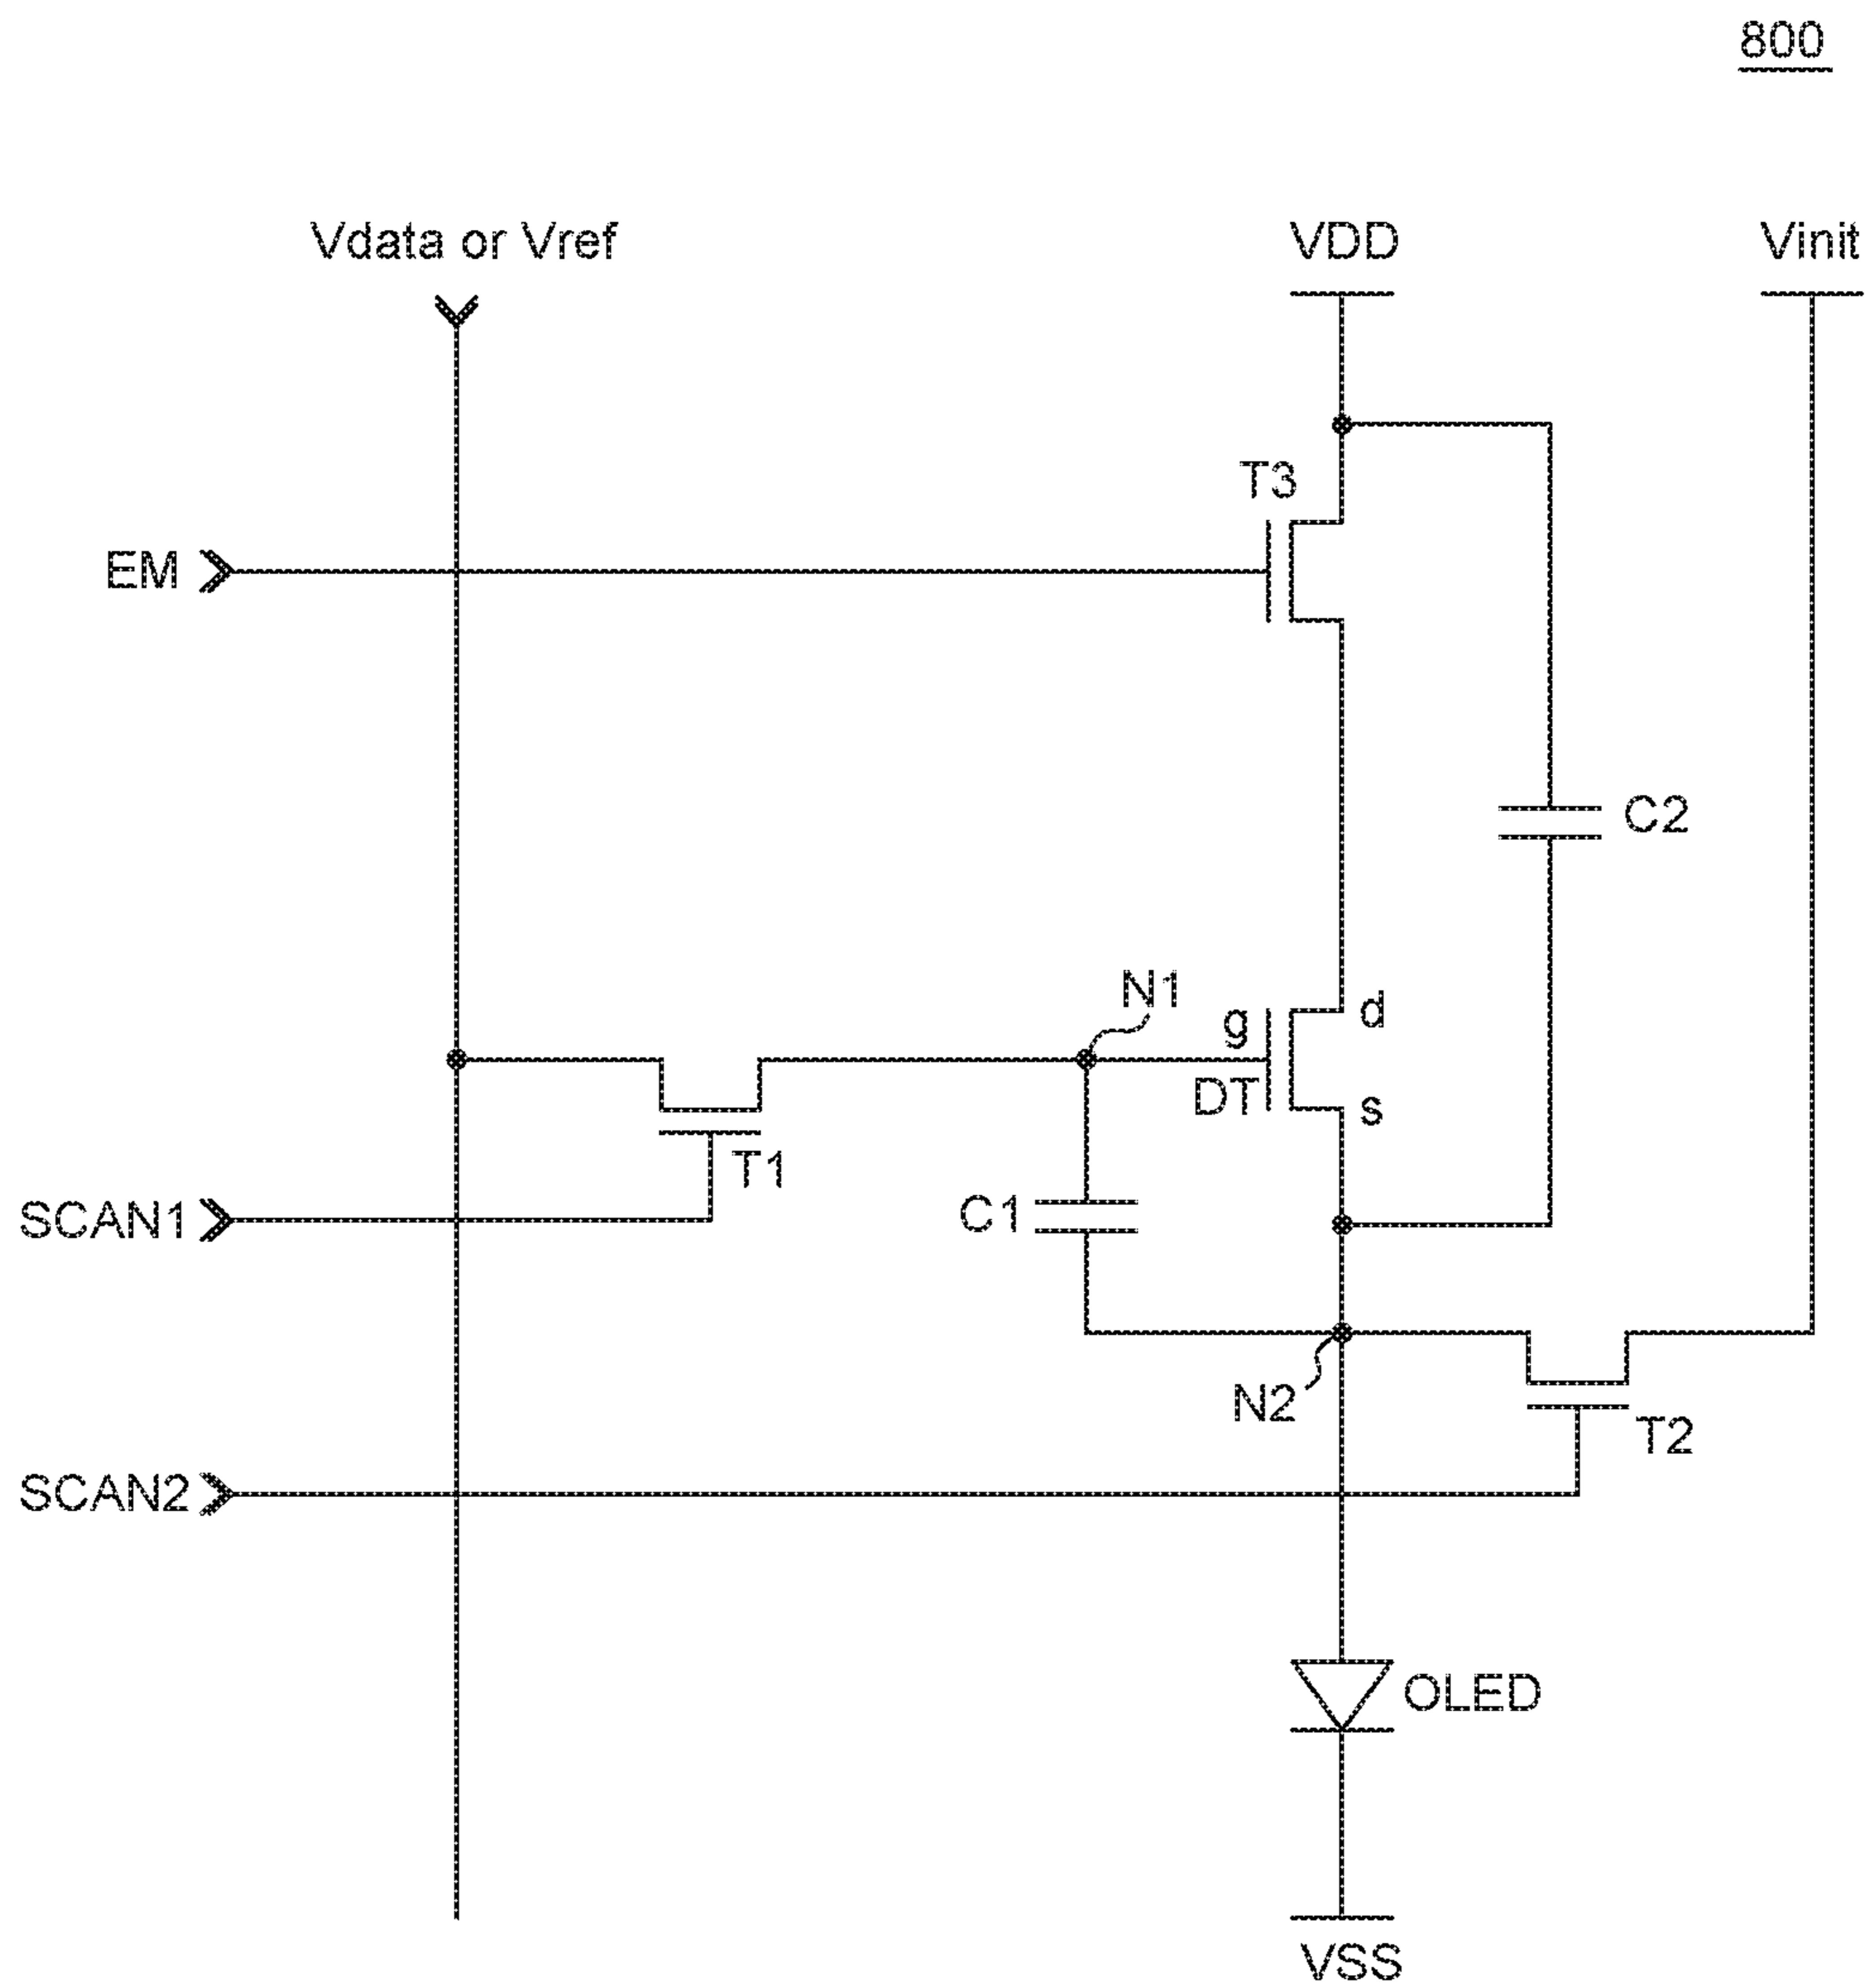 800
Vdata or Vref
VDD
Vinit
T3
EM
C2
N1
g
d
DT
s
T1
C1
SCAN1
N2
T2
SCAN2
OLED
VSS